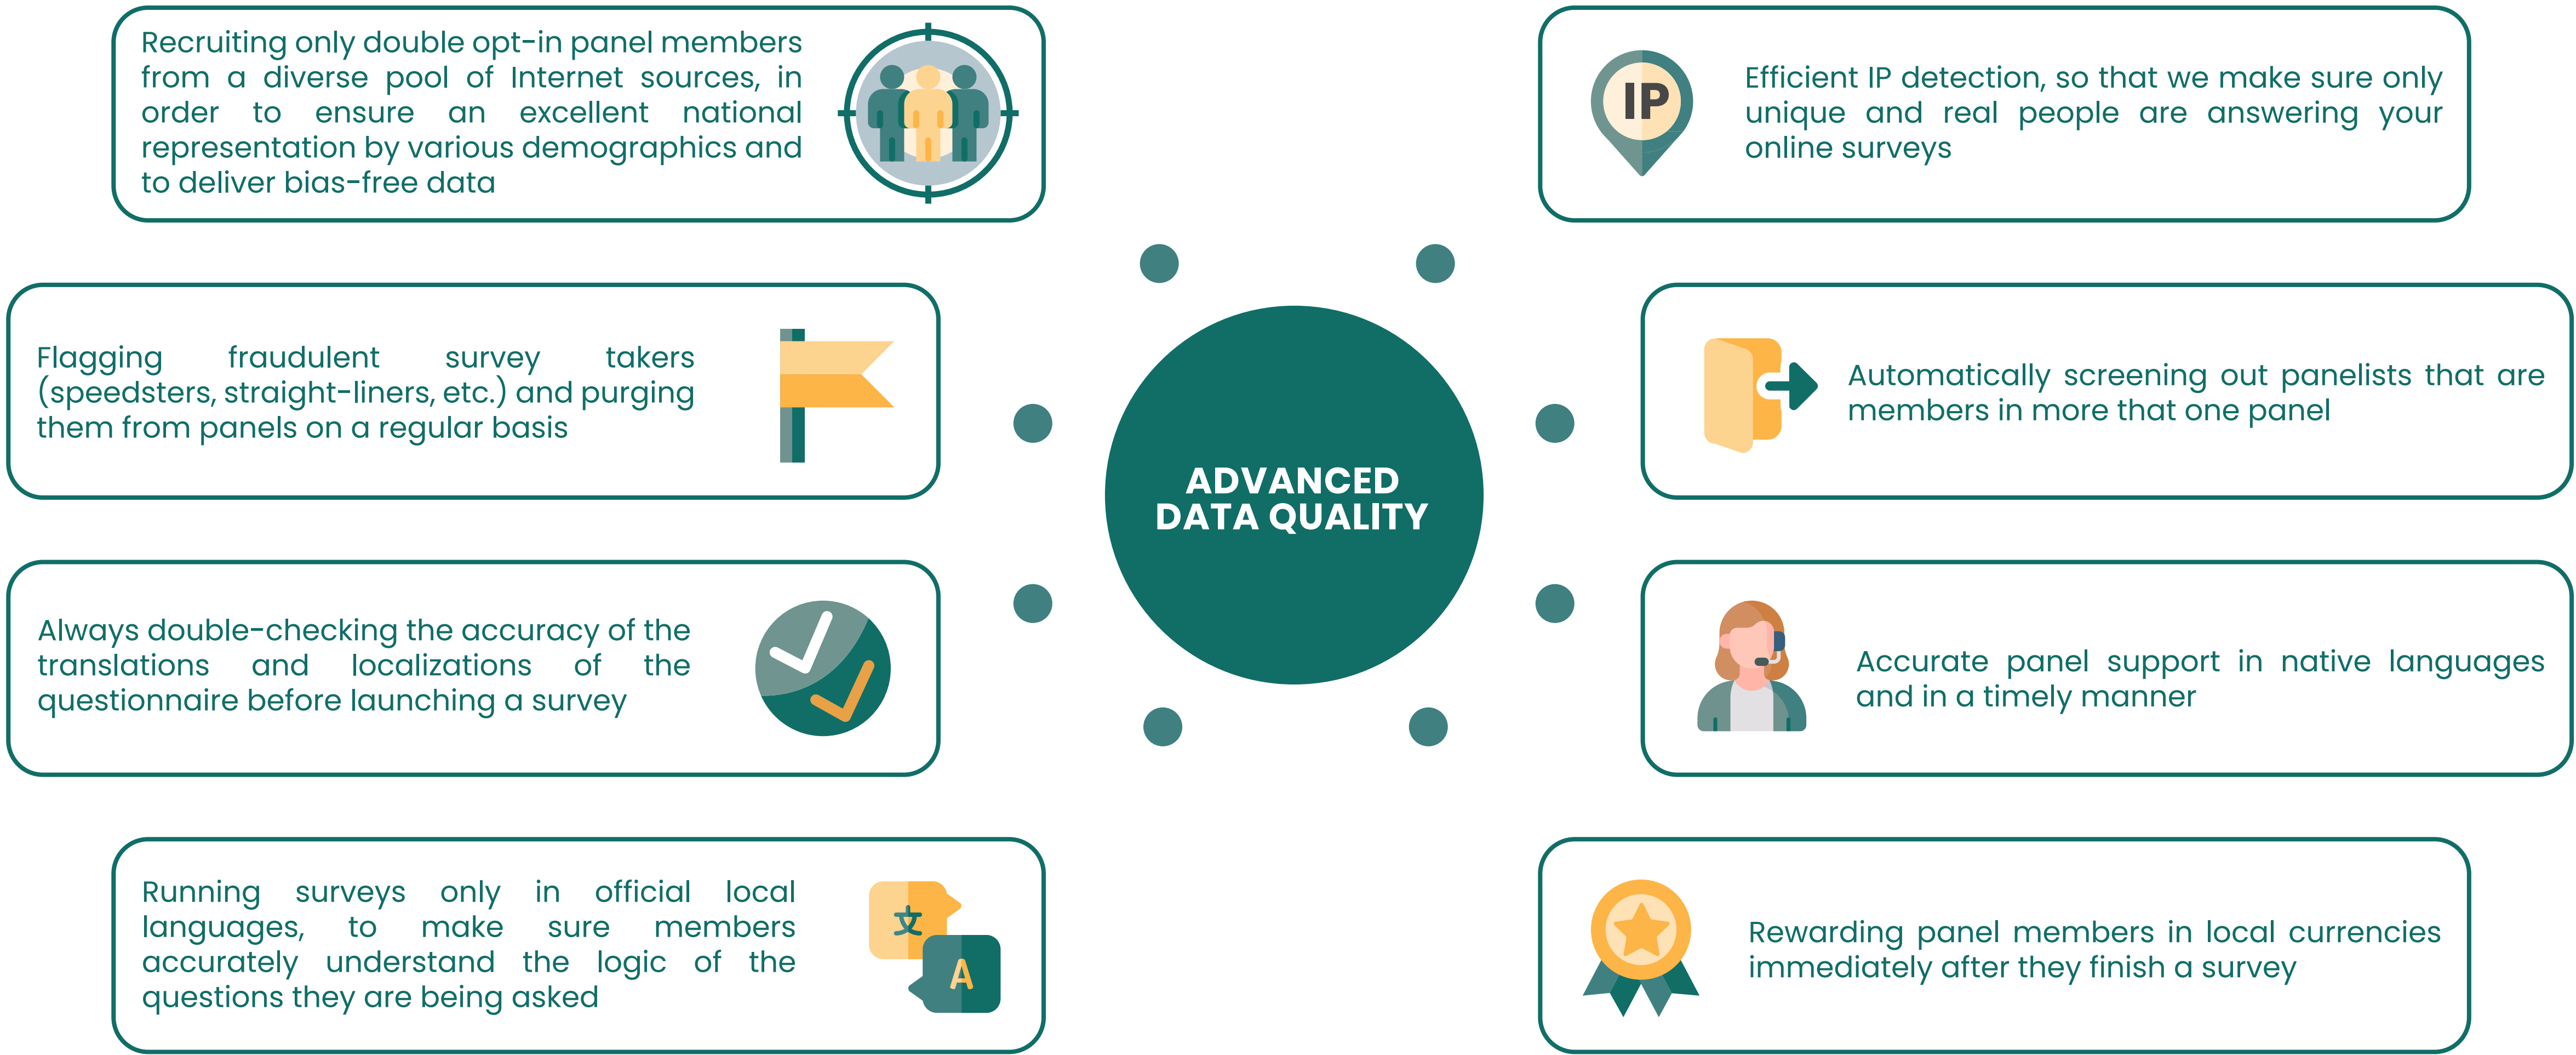 Recruiting only double opt-in panel members
from a diverse pool of Internet sources, in
order to ensure an excellent national
representation by various demographics and
to deliver bias-free data
IP
Efficient IP detection, so that we make sure only
unique and real people are answering your
online surveys
Flagging fraudulent survey takers
(speedsters, straight-liners, etc.) and purging
them from panels on a regular basis
Automatically screening out panelists that are
members in more that one panel
ADVANCED
DATA QUALITY
Always double-checking the accuracy of the
translations and localizations of the
questionnaire before launching a survey
Accurate panel support in native languages
and in a timely manner
Running surveys only in official local
languages, to make sure members
accurately understand the logic of the
questions they are being asked
文
A
Rewarding panel members in local currencies
immediately after they finish a survey